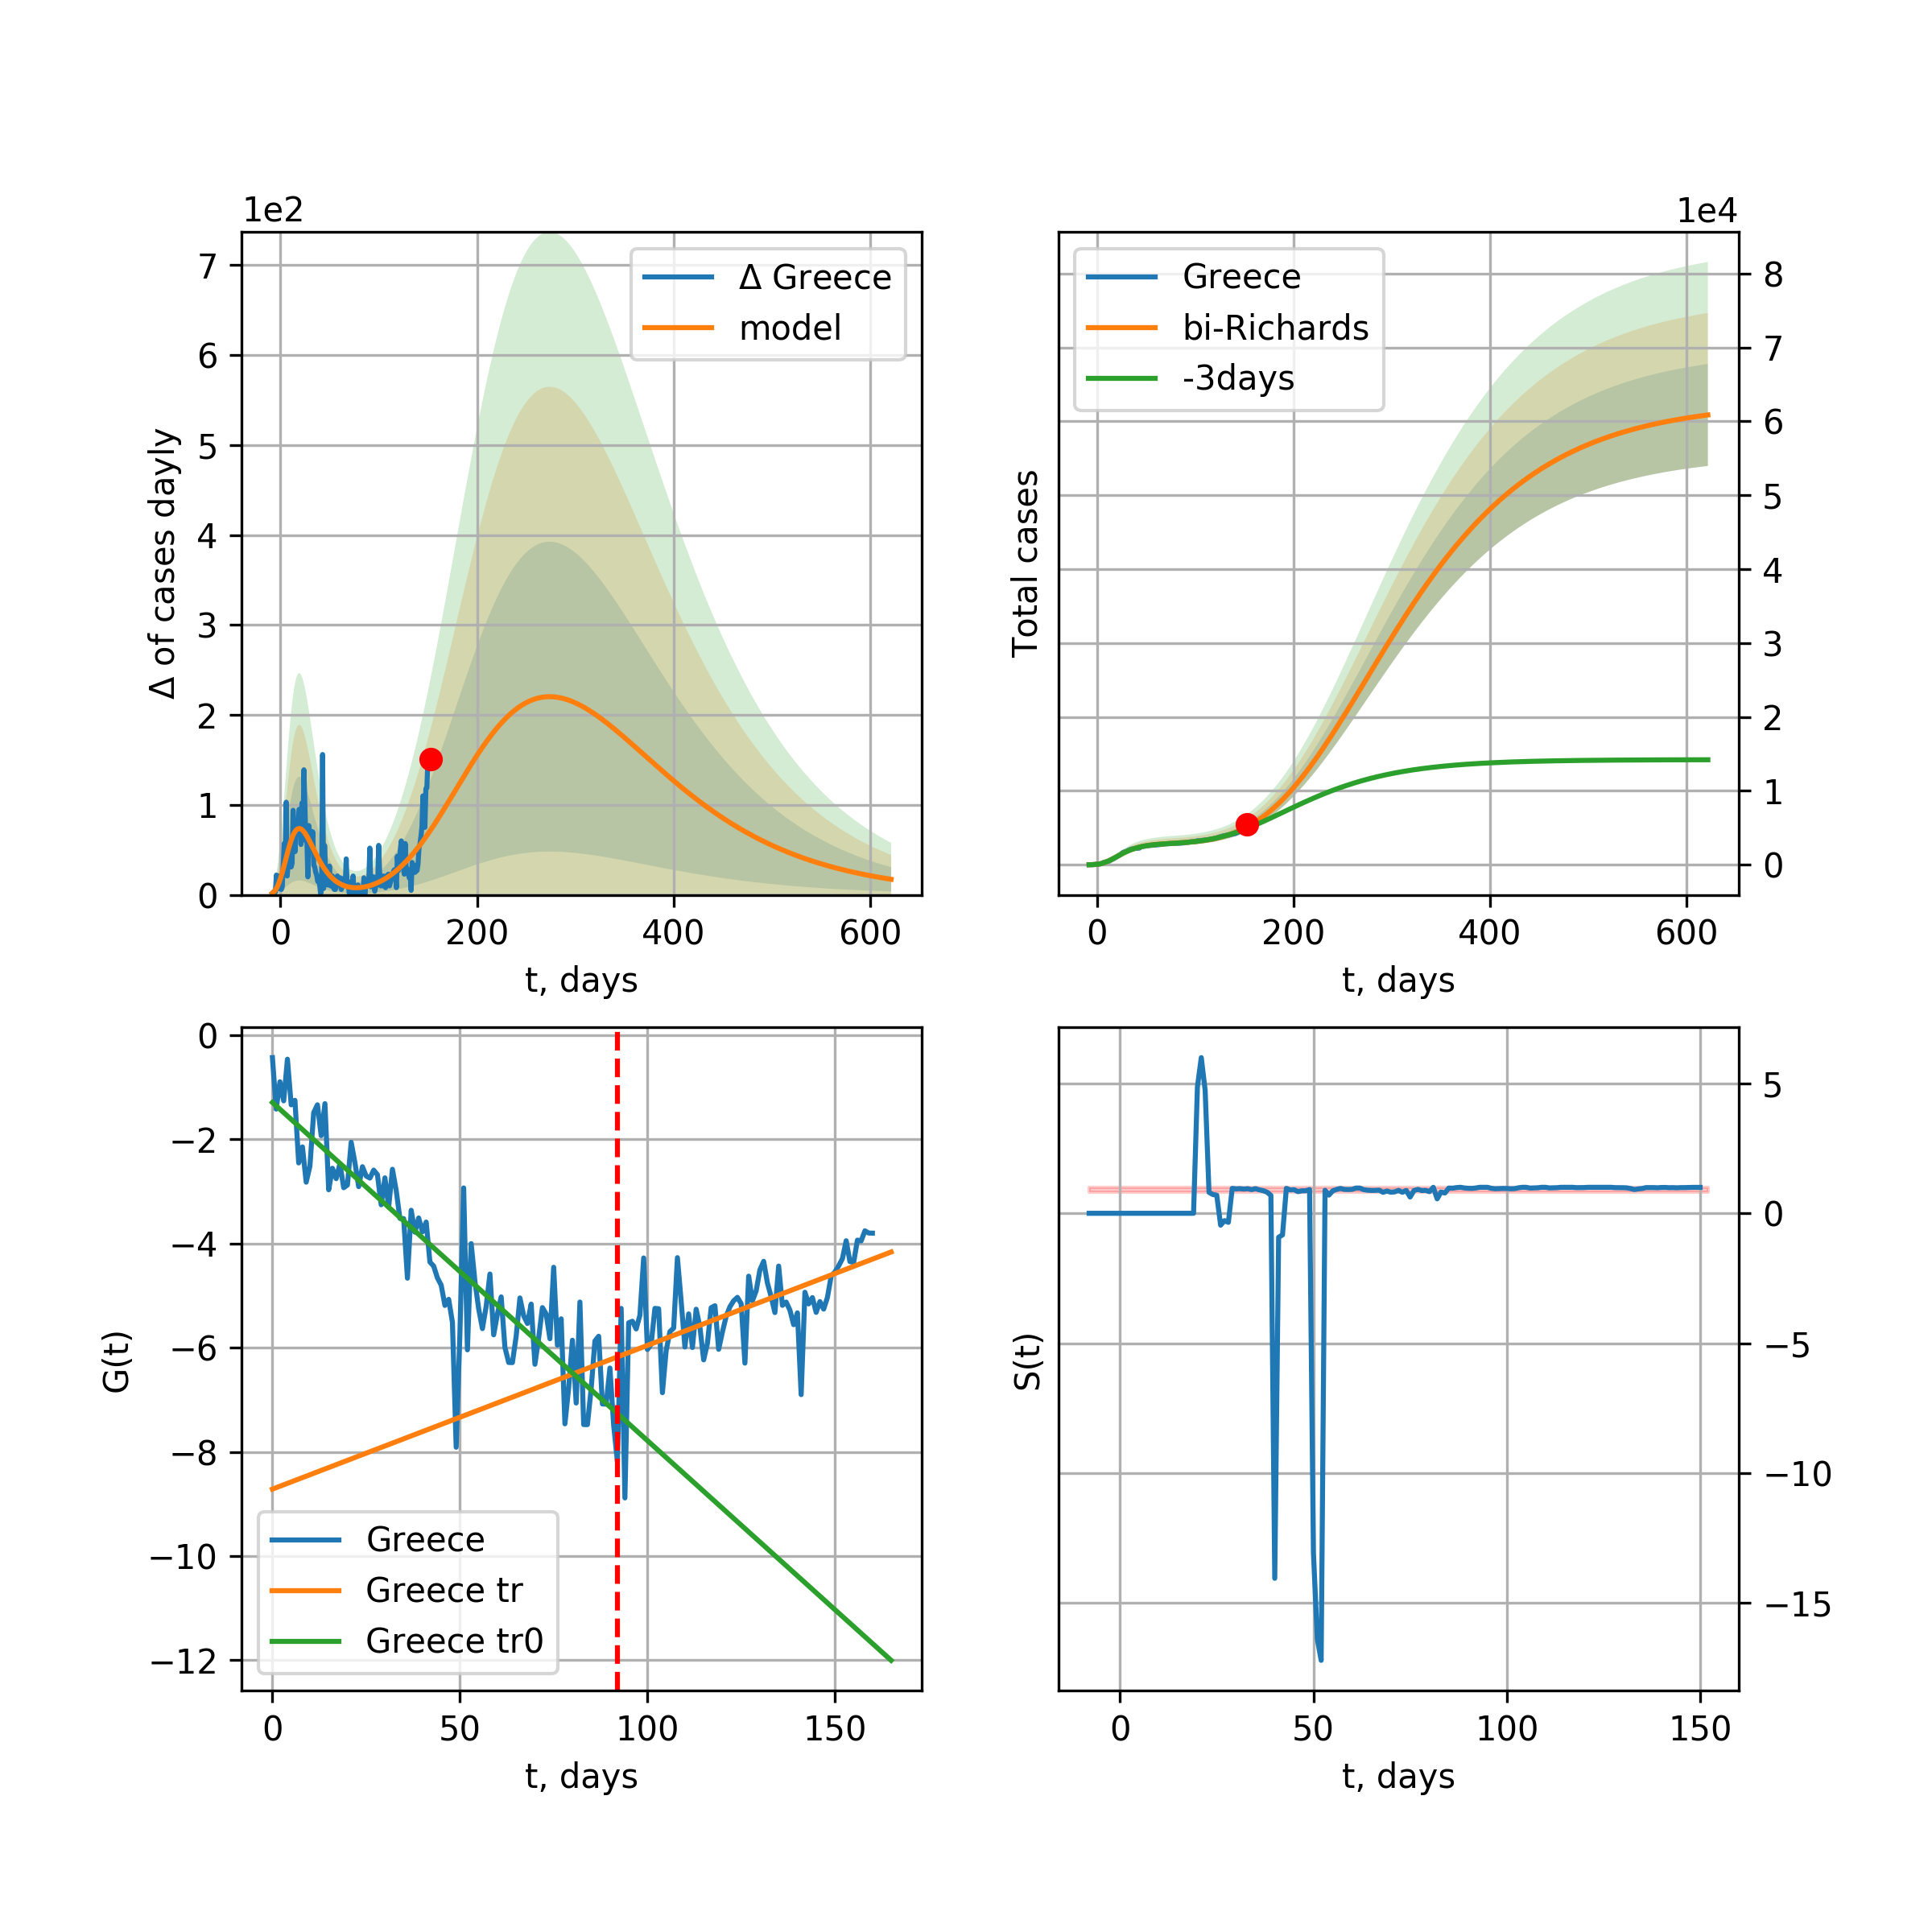 1e2
Δ of cases dayly
7
6
5
4
3
2
1
0
0 200 400 600
t, days
Δ Greece
model
1e4
Total cases
8
7
6
5
4
3
2
1
0
0 200 400 600
t, days
Greece
bi-Richards
-3days
G(t)
0
−2
−4
−6
−8
−10
−12
0 50 100 150
t, days
Greece
Greece tr
Greece tr0
S(t)
5
0
−5
−10
−15
0 50 100 150
t, days